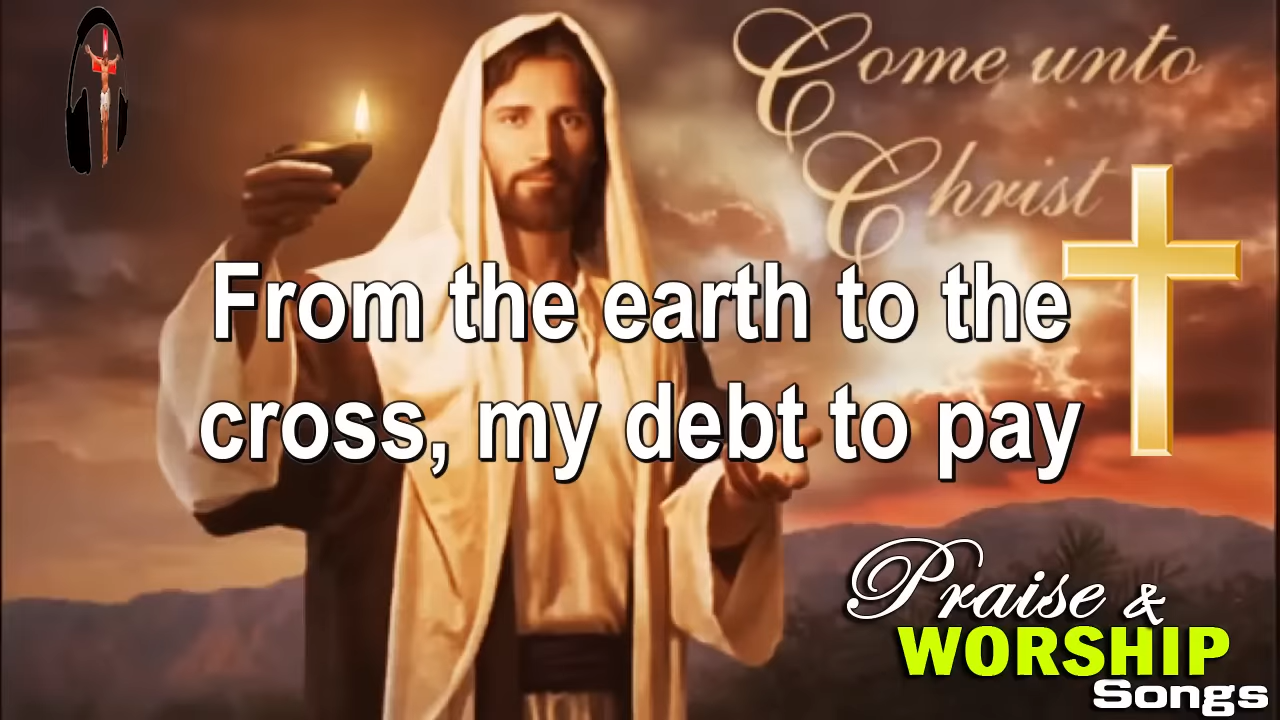 Come unto
Christ
From the earth to the
cross, my debt to pay
Praise &
WORSHIP
Songs